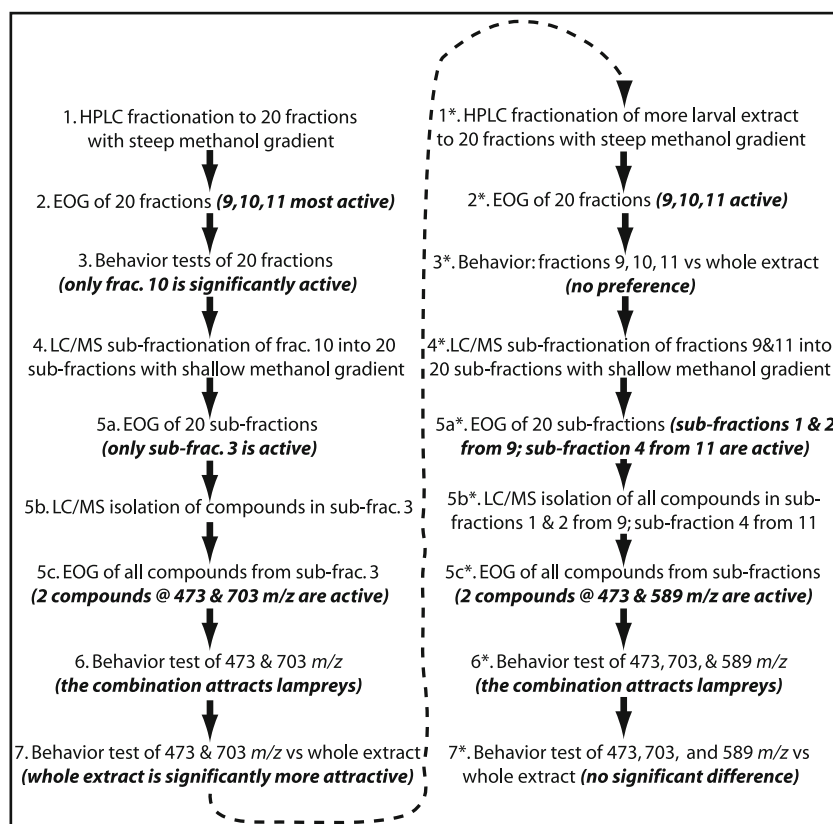 1. HPLC fractionation to 20 fractions
with steep methanol gradient
2. EOG of 20 fractions (9,10,11 most active)
3. Behavior tests of 20 fractions
(only frac. 10 is significantly active)
4. LC/MS sub-fractionation of frac. 10 into 20
sub-fractions with shallow methanol gradient
5a. EOG of 20 sub-fractions
(only sub-frac. 3 is active)
5b. LC/MS isolation of compounds in sub-frac. 3
5c. EOG of all compounds from sub-frac. 3
(2 compounds @ 473 & 703 m/z are active)
6. Behavior test of 473 & 703 m/z
(the combination attracts lampreys)
7. Behavior test of 473 & 703 m/z vs whole extract
(whole extract is significantly more attractive)
1*. HPLC fractionation of more larval extract
to 20 fractions with steep methanol gradient
2*. EOG of 20 fractions (9,10,11 active)
3*. Behavior: fractions 9, 10, 11 vs whole extract
(no preference)
4*.LC/MS sub-fractionation of fractions 9&11 into
20 sub-fractions with shallow methanol gradient
5a*. EOG of 20 sub-fractions (sub-fractions 1 & 2
from 9; sub-fraction 4 from 11 are active)
5b*. LC/MS isolation of all compounds in sub-
fractions 1 & 2 from 9; sub-fraction 4 from 11
5c*. EOG of all compounds from sub-fractions
(2 compounds @ 473 & 589 m/z are active)
6*. Behavior test of 473, 703, & 589 m/z
(the combination attracts lampreys)
7*. Behavior test of 473, 703, and 589 m/z vs
whole extract (no significant difference)